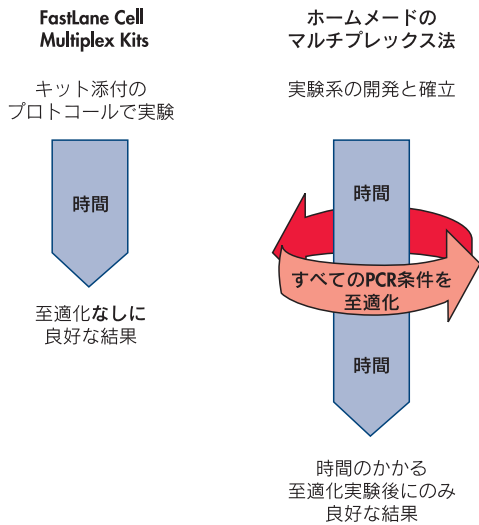 FastLane Cell
Multiplex Kits
キット添付の
プロトコールで実験
時間
至適化なしに
良好な結果
ホームメードの
マルチプレックス法
実験系の開発と確立
時間
すべてのPCR条件を
至適化
時間
時間のかかる
至適化実験後にのみ
良好な結果